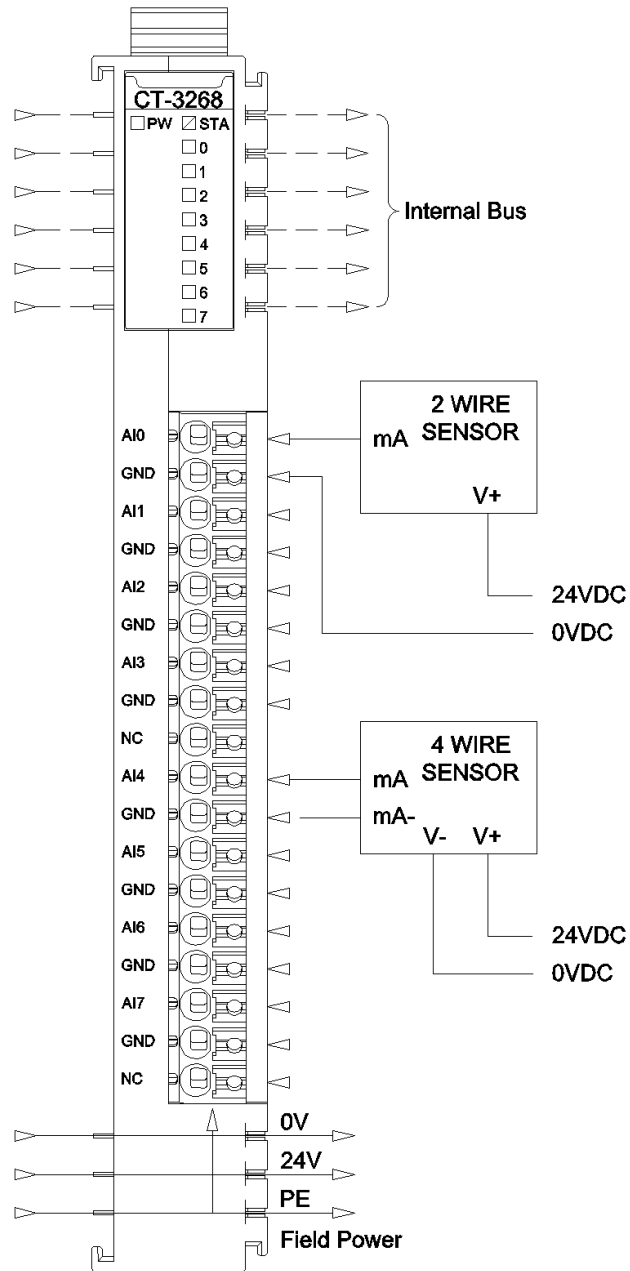 CT-3268
PW STA
0
1
2
3
4
5
6
7
Internal Bus
AI0
GND
AI1
GND
AI2
GND
AI3
GND
NC
AI4
GND
AI5
GND
AI6
GND
AI7
GND
NC
2 WIRE
SENSOR
mA
V+
24VDC
0VDC
4 WIRE
SENSOR
mA
mA-
V- V+
24VDC
0VDC
0V
24V
PE
Field Power